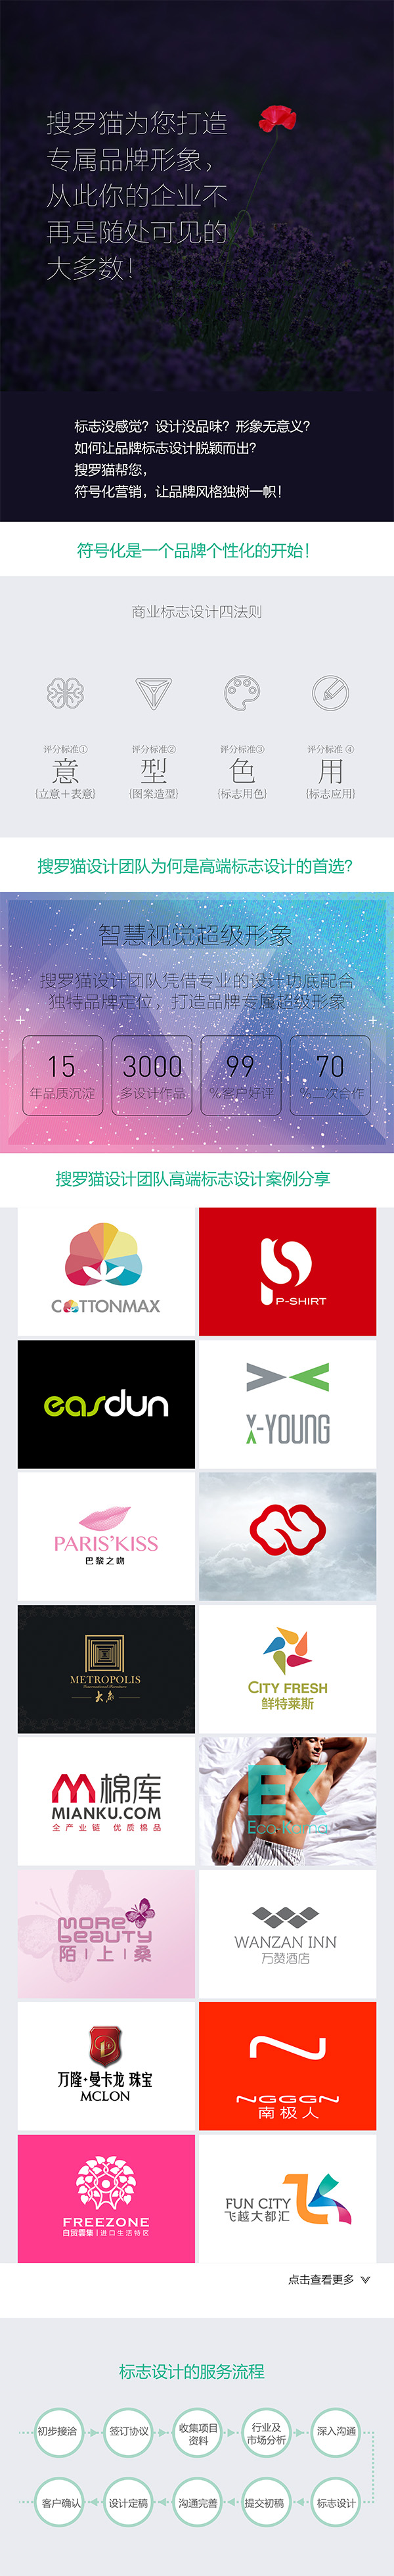 搜罗猫为您打造
专属品牌形象，
从此你的企业不
再是随处可见的
大多数！
标志没感觉？设计没品味？形象无意义？
如何让品牌标志设计脱颖而出？
搜罗猫帮您，
符号化营销，让品牌风格独树一帜！
符号化是一个品牌个性化的开始！
商业标志设计四法则
评分标准① 评分标准② 评分标准③ 评分标准 ④
意 型 色 用
(立意＋表意) (图案造型) (标志用色) (标志应用)
搜罗猫设计团队为何是高端标志设计的首选？
智慧视觉超级形象
搜罗猫设计团队凭借专业的设计功底配合
独特品牌定位，打造品牌专属超级形象
15 3000 99 70
年品质沉淀 多设计作品 %客户好评 %二次合作
搜罗猫设计团队高端标志设计案例分享
COTTONMAX
P-SHIRT
easdun
X-YOUNG
PARIS'KISS
巴黎之吻
METROPOLIS
International Furniture
CITY FRESH
鲜特莱斯
棉库
MIANKU.COM
全产业链 优质棉品
EK
morebeauty
陌上桑
WANZAN INN
万赞酒店
万隆·曼卡龙 珠宝
MCLON
NGGGN
南极人
FREEZONE
自贸雲集|进口生活特区
FUN CITY
飞越大都汇
点击查看更多
标志设计的服务流程
初步接洽 签订协议 收集项目资料 行业及市场分析 深入沟通
客户确认 设计定稿 沟通完善 提交初稿 标志设计